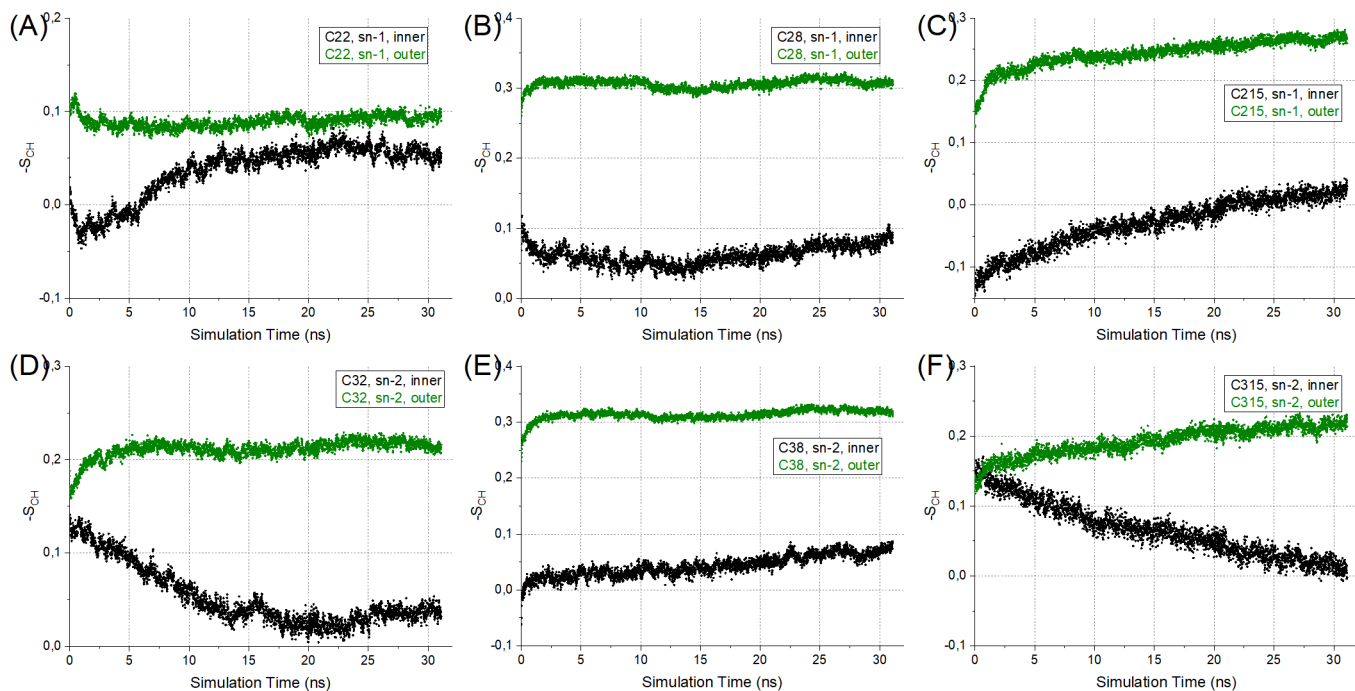 (A)
0,2
0,1
0,0
-0,1
-S_CH
C22, sn-1, inner
C22, sn-1, outer
0 5 10 15 20 25 30
Simulation Time (ns)
(B)
0,4
0,3
0,2
0,1
0,0
-S_CH
C28, sn-1, inner
C28, sn-1, outer
0 5 10 15 20 25 30
Simulation Time (ns)
(C)
0,3
0,2
0,1
0,0
-0,1
-S_CH
C215, sn-1, inner
C215, sn-1, outer
0 5 10 15 20 25 30
Simulation Time (ns)
(D)
0,3
0,2
0,1
0,0
-S_CH
C32, sn-2, inner
C32, sn-2, outer
0 5 10 15 20 25 30
Simulation Time (ns)
(E)
0,4
0,3
0,2
0,1
0,0
-0,1
-S_CH
C38, sn-2, inner
C38, sn-2, outer
0 5 10 15 20 25 30
Simulation Time (ns)
(F)
0,3
0,2
0,1
0,0
-0,1
-S_CH
C315, sn-2, inner
C315, sn-2, outer
0 5 10 15 20 25 30
Simulation Time (ns)